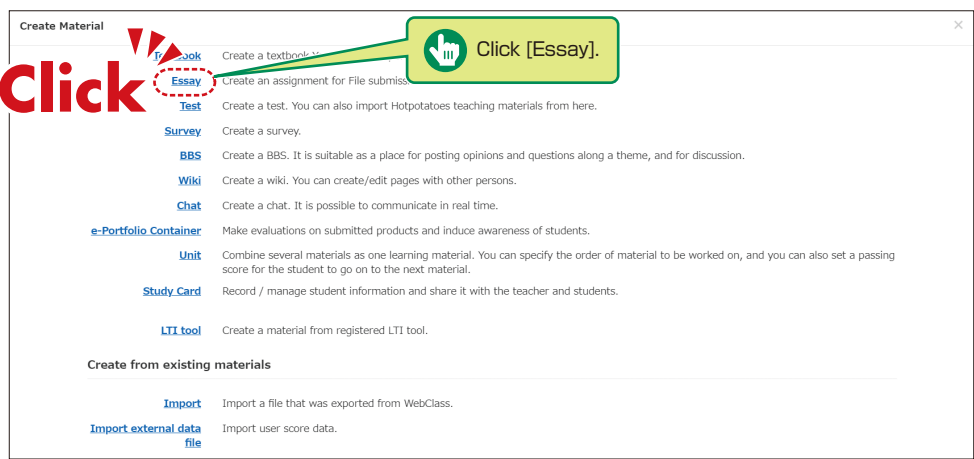 Create Material
Click [Essay].
Click
Create a textbook
Essay Create an assignment for File submiss
Test Create a test. You can also import Hotpotatoes teaching materials from here.
Survey Create a survey.
BBS Create a BBS. It is suitable as a place for posting opinions and questions along a theme, and for discussion.
Wiki Create a wiki. You can create/edit pages with other persons.
Chat Create a chat. It is possible to communicate in real time.
e-Portfolio Container Make evaluations on submitted products and induce awareness of students.
Unit Combine several materials as one learning material. You can specify the order of material to be worked on, and you can also set a passing
score for the student to go on to the next material.
Study Card Record / manage student information and share it with the teacher and students.
LTI tool Create a material from registered LTI tool.
Create from existing materials
Import Import a file that was exported from WebClass.
Import external data Import user score data.
file